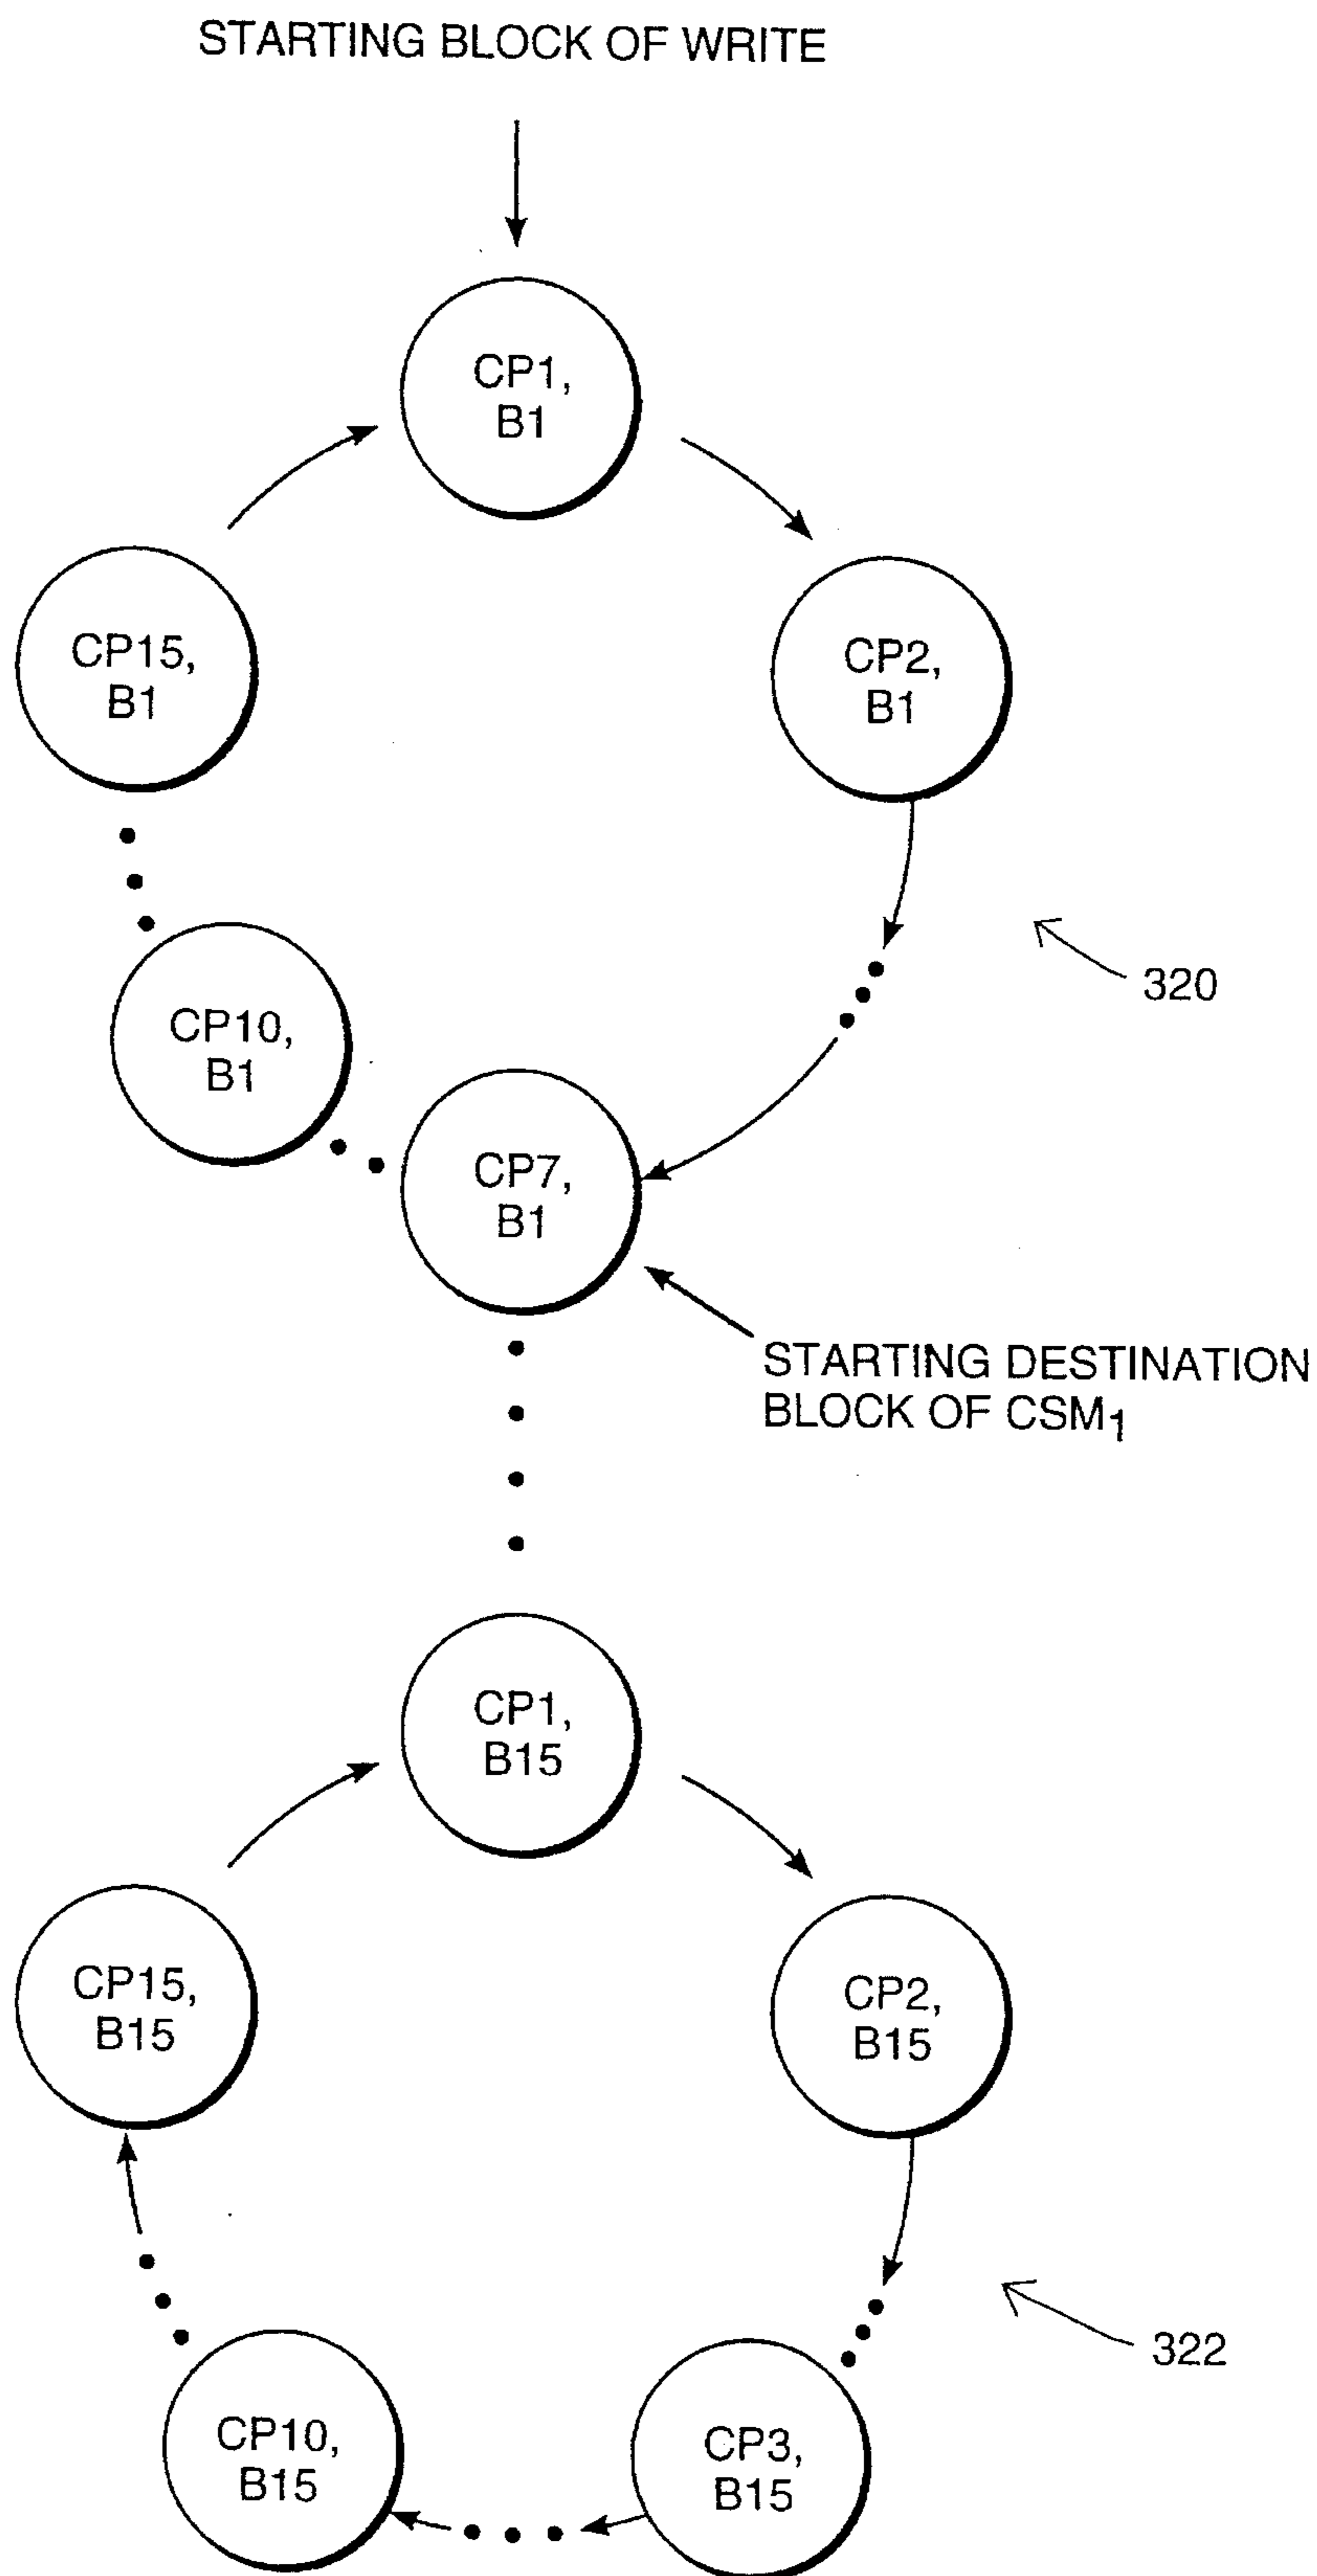 STARTING BLOCK OF WRITE
CP1,
B1
CP15,
B1
CP2,
B1
320
CP10,
B1
CP7,
B1
STARTING DESTINATION
BLOCK OF CSM1
CP1,
B15
CP15,
B15
CP2,
B15
322
CP10,
B15
CP3,
B15